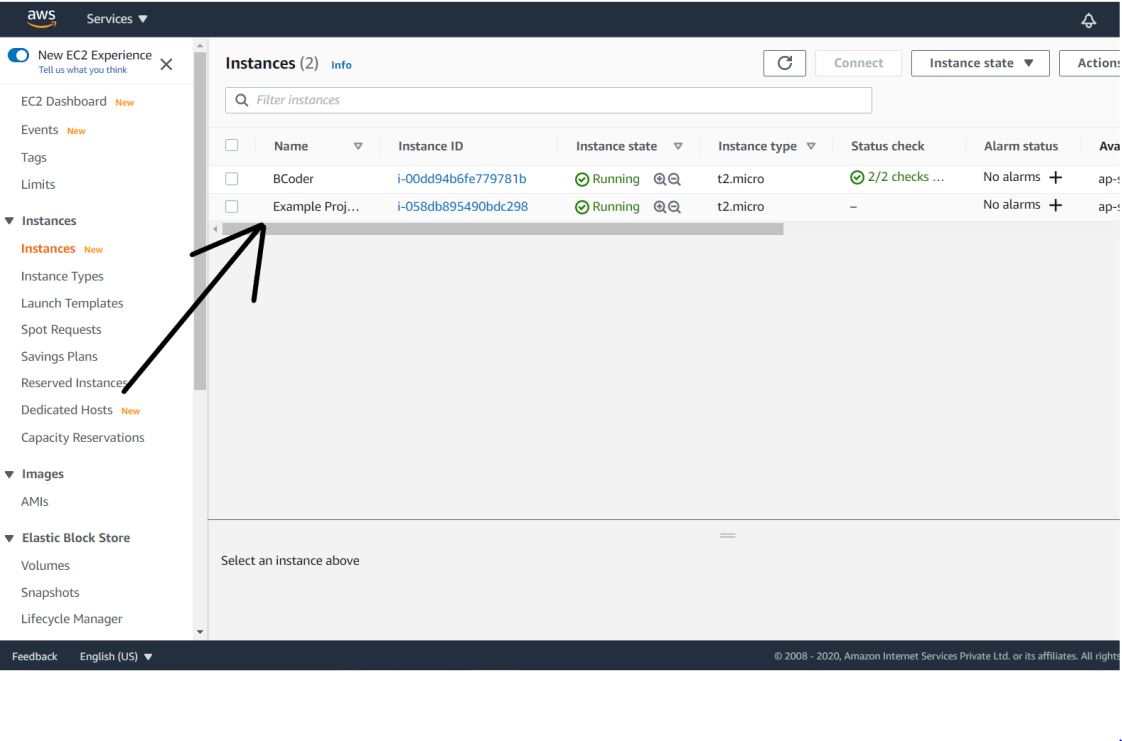 aws Services
New EC2 Experience
Tell us what you think
EC2 Dashboard New
Events New
Tags
Limits
Instances
Instances New
Instance Types
Launch Templates
Spot Requests
Savings Plans
Reserved Instances
Dedicated Hosts New
Capacity Reservations
Images
AMIs
Elastic Block Store
Volumes
Snapshots
Lifecycle Manager
Instances (2) Info
Connect Instance state Actions
Filter instances
Name Instance ID Instance state Instance type Status check Alarm status Ava
BCoder i-00dd94b6fe779781b Running t2.micro 2/2 checks ... No alarms + ap-s
Example Proj... i-058db895490bdc298 Running t2.micro – No alarms + ap-s
Select an instance above
Feedback English (US) © 2008 - 2020, Amazon Internet Services Private Ltd. or its affiliates. All rights